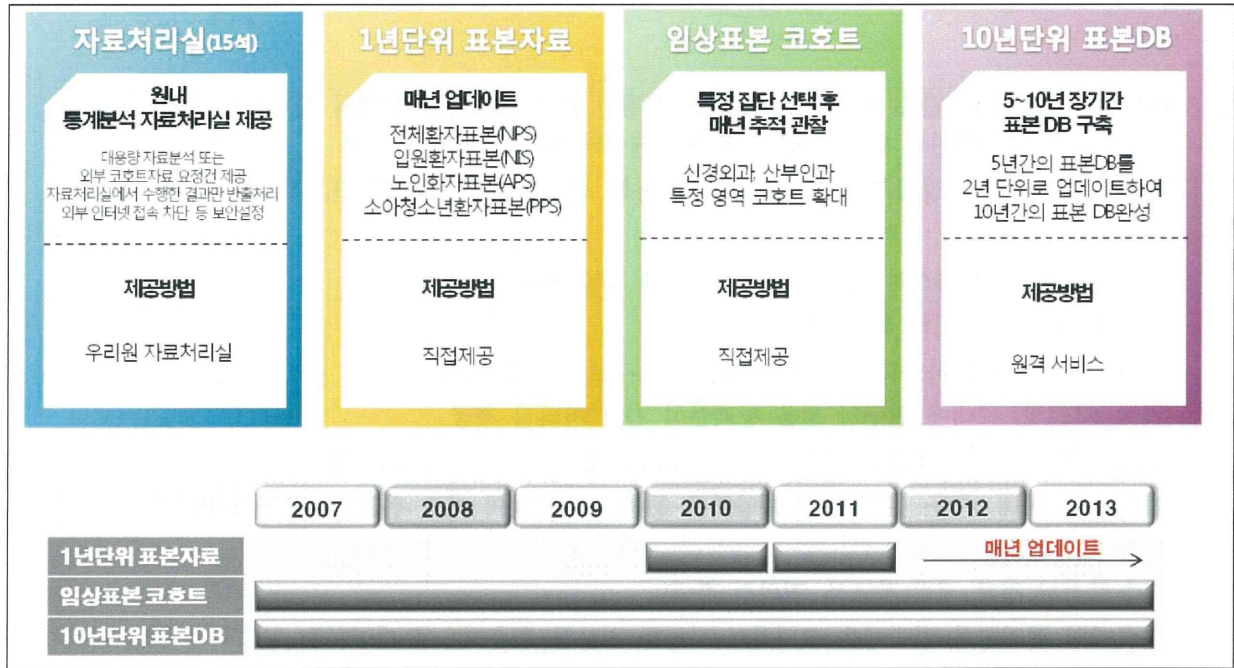 자료처리실(15석)
원내
통계분석 자료처리실 제공
대용량 자료분석 또는
외부 코호트자료 요청건 제공
자료처리실에서 수행한 결과만 반출처리
외부 인터넷 접속 차단 등 보안설정
제공방법
우리원 자료처리실
1년단위 표본자료
매년 업데이트
전체환자표본(NPS)
입원환자표본(NIS)
노인화자표본(APS)
소아청소년환자표본(PPS)
제공방법
직접제공
임상표본 코호트
특정 집단 선택 후
매년 추적 관찰
신경외과, 산부인과
특정 영역 코호트 확대
제공방법
직접제공
10년단위 표본DB
5~10년 장기간
표본 DB 구축
5년간의 표본DB를
2년 단위로 업데이트하여
10년간의 표본 DB완성
제공방법
원격 서비스
2007 2008 2009 2010 2011 2012 2013
1년단위 표본자료
매년 업데이트
임상표본 코호트
10년단위 표본DB